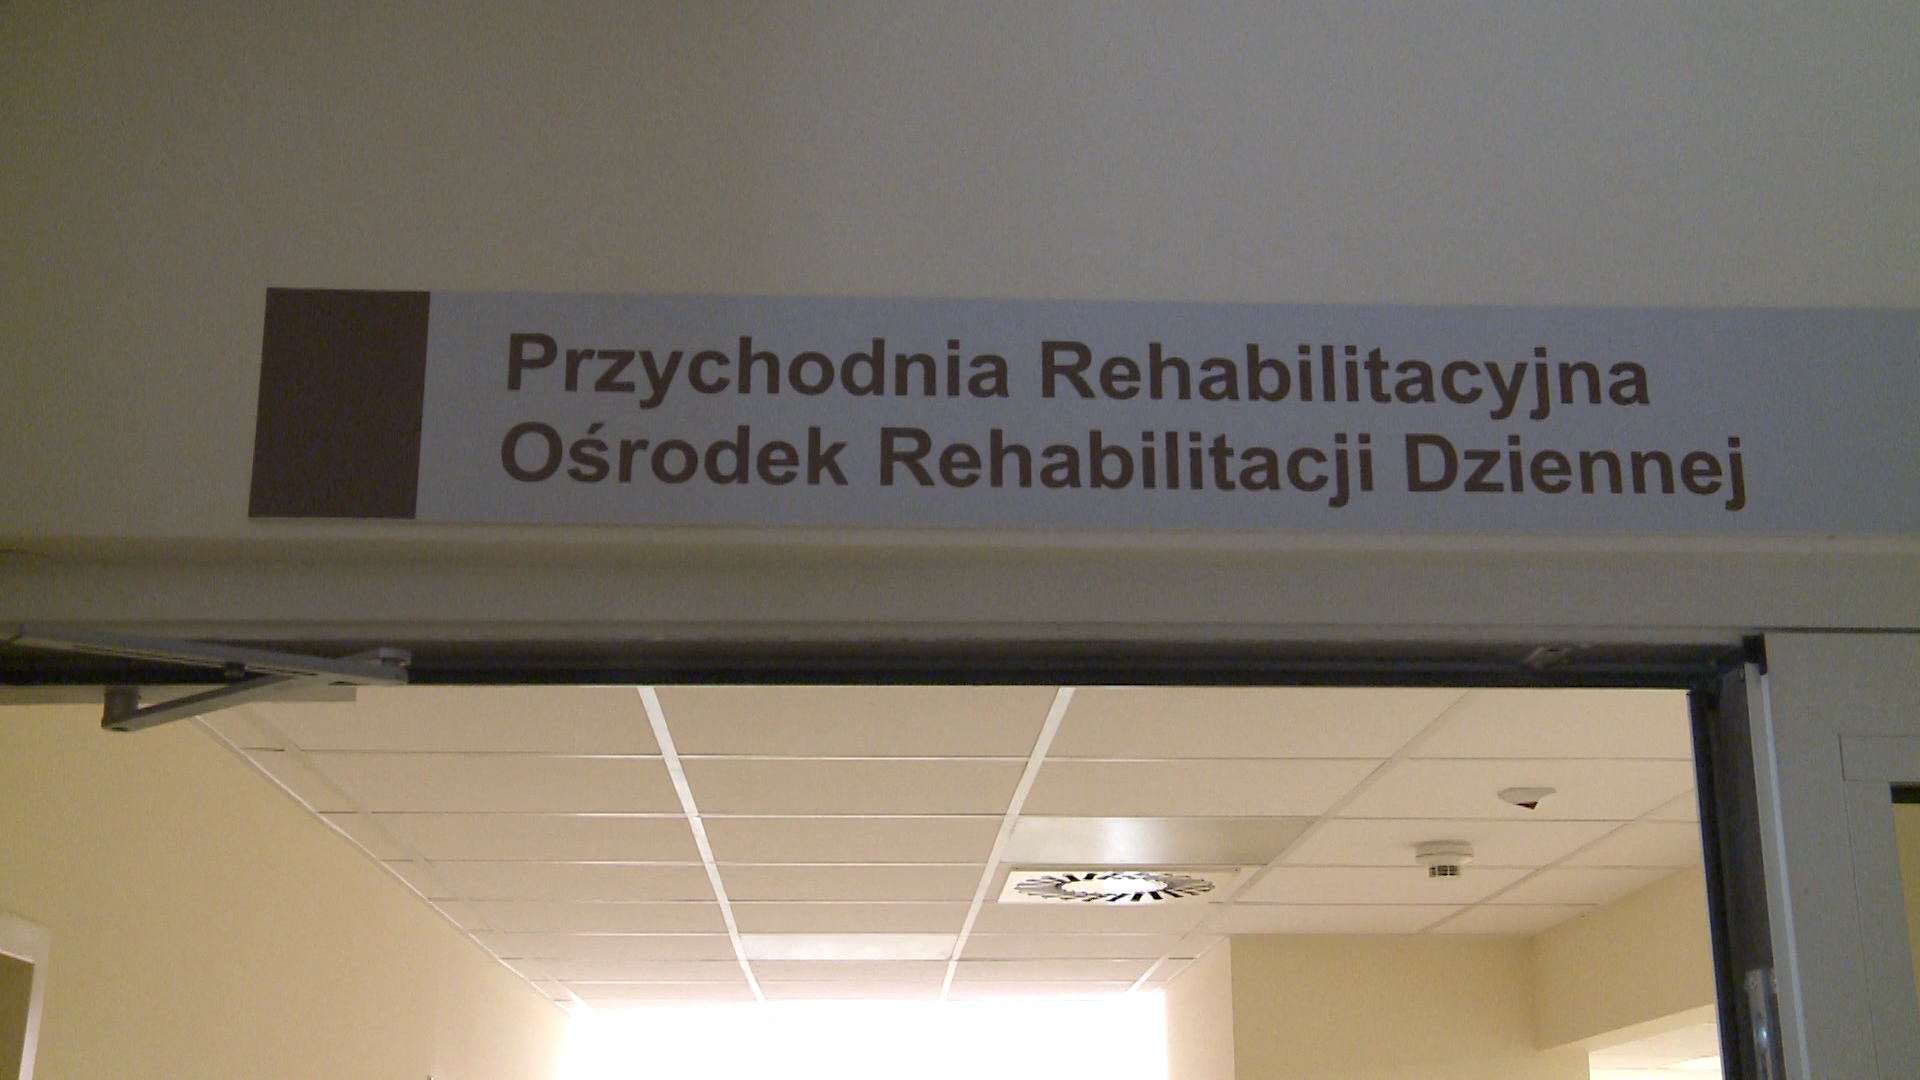 Przychodnia Rehabilitacyjna
Ośrodek Rehabilitacji Dziennej